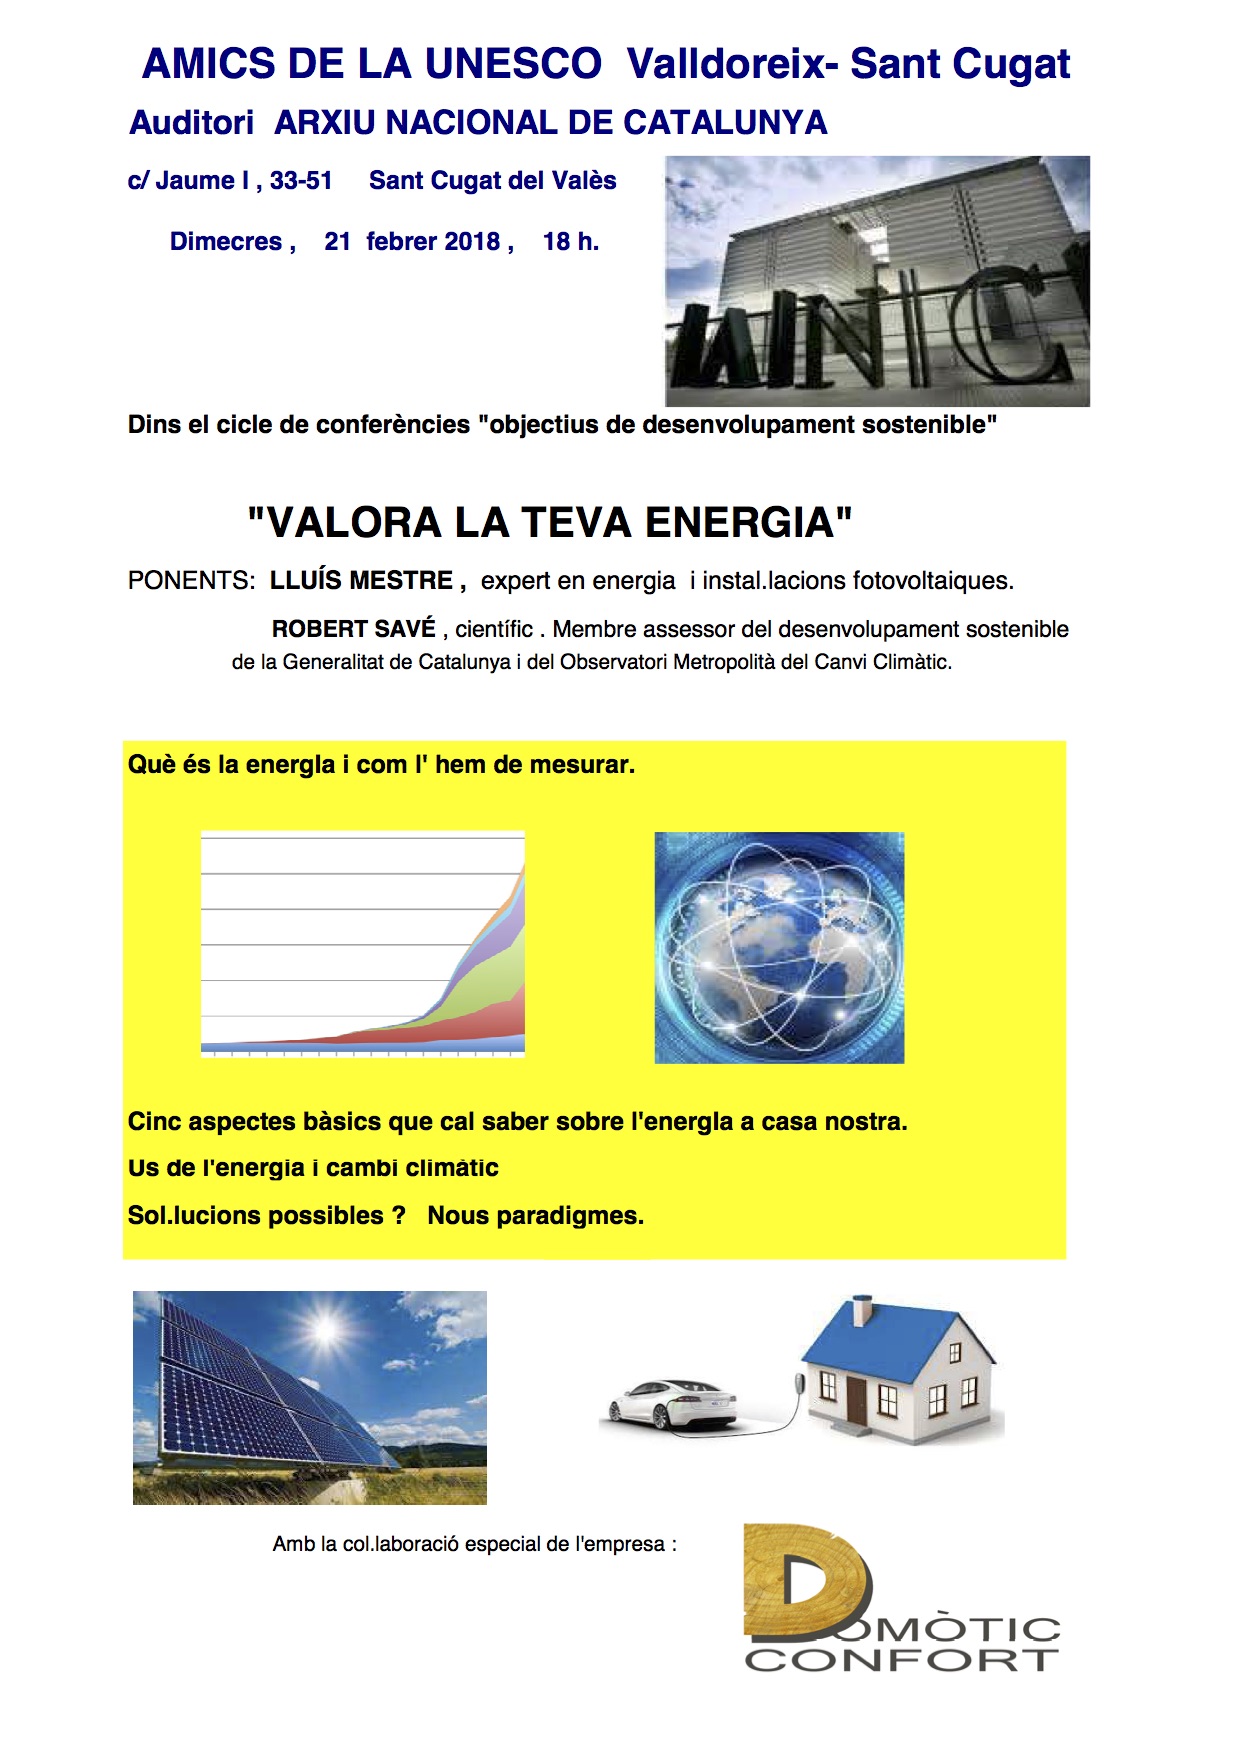 AMICS DE LA UNESCO Valldoreix- Sant Cugat
Auditori ARXIU NACIONAL DE CATALUNYA
c/ Jaume I , 33-51 Sant Cugat del Valès
Dimecres , 21 febrer 2018 , 18 h.
Dins el cicle de conferències "objectius de desenvolupament sostenible"
"VALORA LA TEVA ENERGIA"
PONENTS: LLUÍS MESTRE , expert en energia i instal.lacions fotovoltaiques.
ROBERT SAVÉ , científic . Membre assessor del desenvolupament sostenible
de la Generalitat de Catalunya i del Observatori Metropolità del Canvi Climàtic.
Què és la energIa i com l' hem de mesurar.
Cinc aspectes bàsics que cal saber sobre l'energIa a casa nostra.
Us de l'energia i cambi climàtic
Sol.lucions possibles ? Nous paradigmes.
Amb la col.laboració especial de l'empresa :
DOMÒTIC
CONFORT